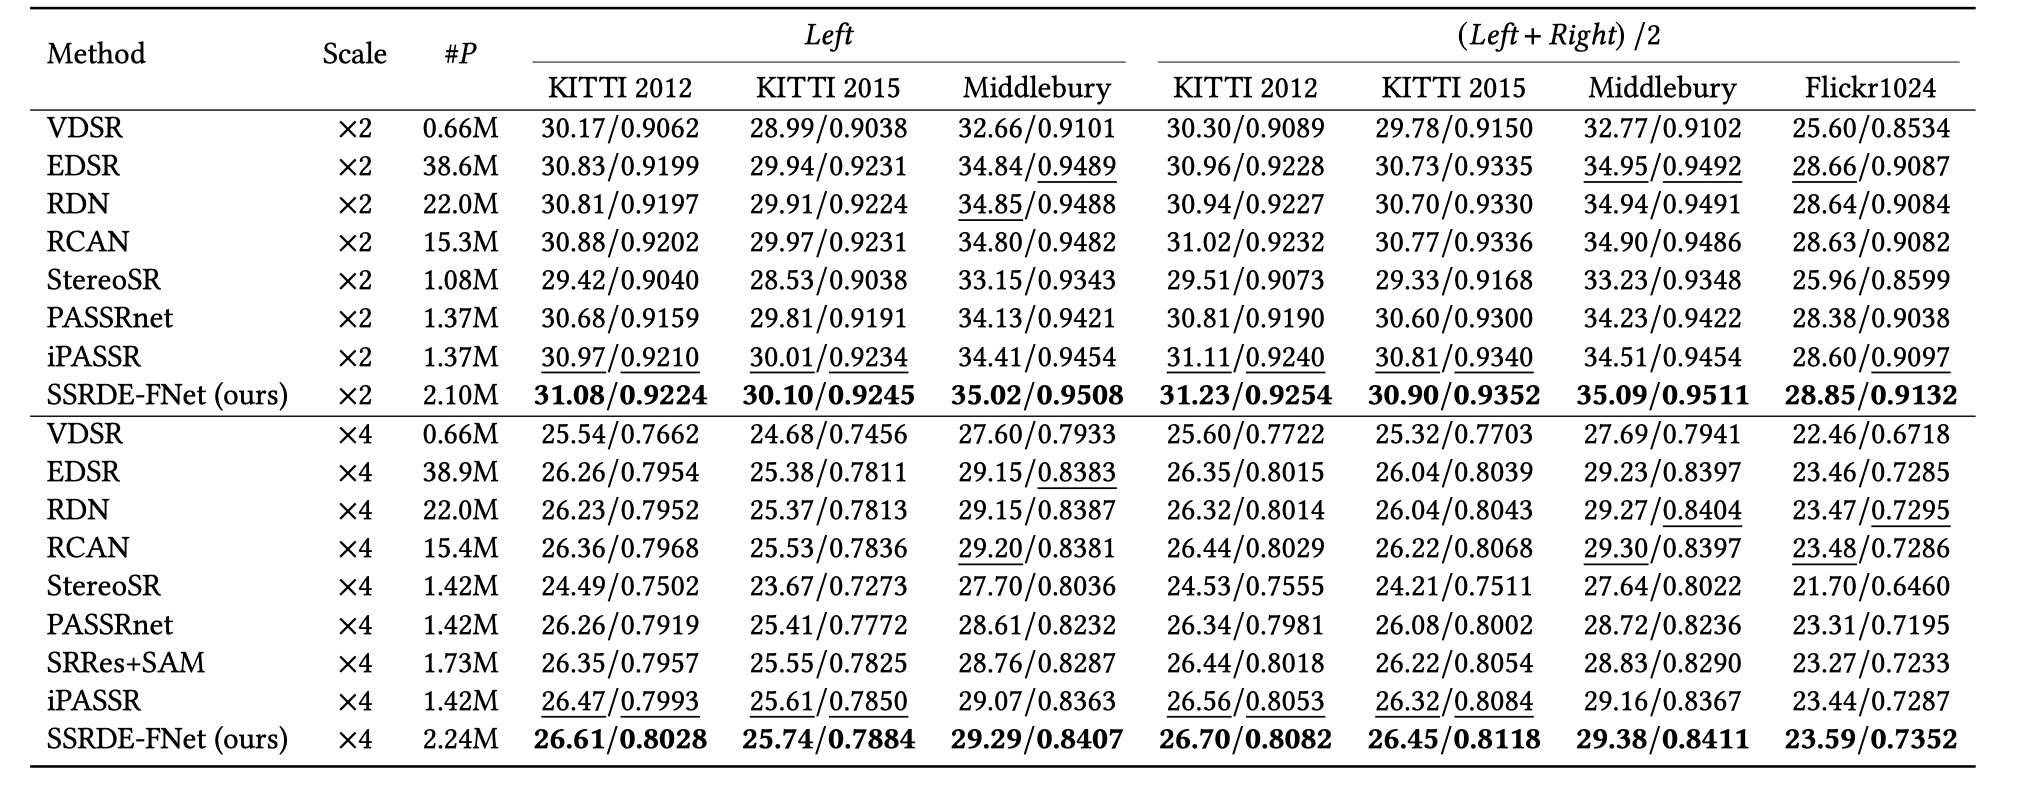 Method Scale #P Left (Left + Right) /2
KITTI 2012 KITTI 2015 Middlebury KITTI 2012 KITTI 2015 Middlebury Flickr1024
VDSR ×2 0.66M 30.17/0.9062 28.99/0.9038 32.66/0.9101 30.30/0.9089 29.78/0.9150 32.77/0.9102 25.60/0.8534
EDSR ×2 38.6M 30.83/0.9199 29.94/0.9231 34.84/0.9489 30.96/0.9228 30.73/0.9335 34.95/0.9492 28.66/0.9087
RDN ×2 22.0M 30.81/0.9197 29.91/0.9224 34.85/0.9488 30.94/0.9227 30.70/0.9330 34.94/0.9491 28.64/0.9084
RCAN ×2 15.3M 30.88/0.9202 29.97/0.9231 34.80/0.9482 31.02/0.9232 30.77/0.9336 34.90/0.9486 28.63/0.9082
StereoSR ×2 1.08M 29.42/0.9040 28.53/0.9038 33.15/0.9343 29.51/0.9073 29.33/0.9168 33.23/0.9348 25.96/0.8599
PASSRnet ×2 1.37M 30.68/0.9159 29.81/0.9191 34.13/0.9421 30.81/0.9190 30.60/0.9300 34.23/0.9422 28.38/0.9038
iPASSR ×2 1.37M 30.97/0.9210 30.01/0.9234 34.41/0.9454 31.11/0.9240 30.81/0.9340 34.51/0.9454 28.60/0.9097
SSRDE-FNet (ours) ×2 2.10M 31.08/0.9224 30.10/0.9245 35.02/0.9508 31.23/0.9254 30.90/0.9352 35.09/0.9511 28.85/0.9132
VDSR ×4 0.66M 25.54/0.7662 24.68/0.7456 27.60/0.7933 25.60/0.7722 25.32/0.7703 27.69/0.7941 22.46/0.6718
EDSR ×4 38.9M 26.26/0.7954 25.38/0.7811 29.15/0.8383 26.35/0.8015 26.04/0.8039 29.23/0.8397 23.46/0.7285
RDN ×4 22.0M 26.23/0.7952 25.37/0.7813 29.15/0.8387 26.32/0.8014 26.04/0.8043 29.27/0.8404 23.47/0.7295
RCAN ×4 15.4M 26.36/0.7968 25.53/0.7836 29.20/0.8381 26.44/0.8029 26.22/0.8068 29.30/0.8397 23.48/0.7286
StereoSR ×4 1.42M 24.49/0.7502 23.67/0.7273 27.70/0.8036 24.53/0.7555 24.21/0.7511 27.64/0.8022 21.70/0.6460
PASSRnet ×4 1.42M 26.26/0.7919 25.41/0.7772 28.61/0.8232 26.34/0.7981 26.08/0.8002 28.72/0.8236 23.31/0.7195
SRRes+SAM ×4 1.73M 26.35/0.7957 25.55/0.7825 28.76/0.8287 26.44/0.8018 26.22/0.8054 28.83/0.8290 23.27/0.7233
iPASSR ×4 1.42M 26.47/0.7993 25.61/0.7850 29.07/0.8363 26.56/0.8053 26.32/0.8084 29.16/0.8367 23.44/0.7287
SSRDE-FNet (ours) ×4 2.24M 26.61/0.8028 25.74/0.7884 29.29/0.8407 26.70/0.8082 26.45/0.8118 29.38/0.8411 23.59/0.7352